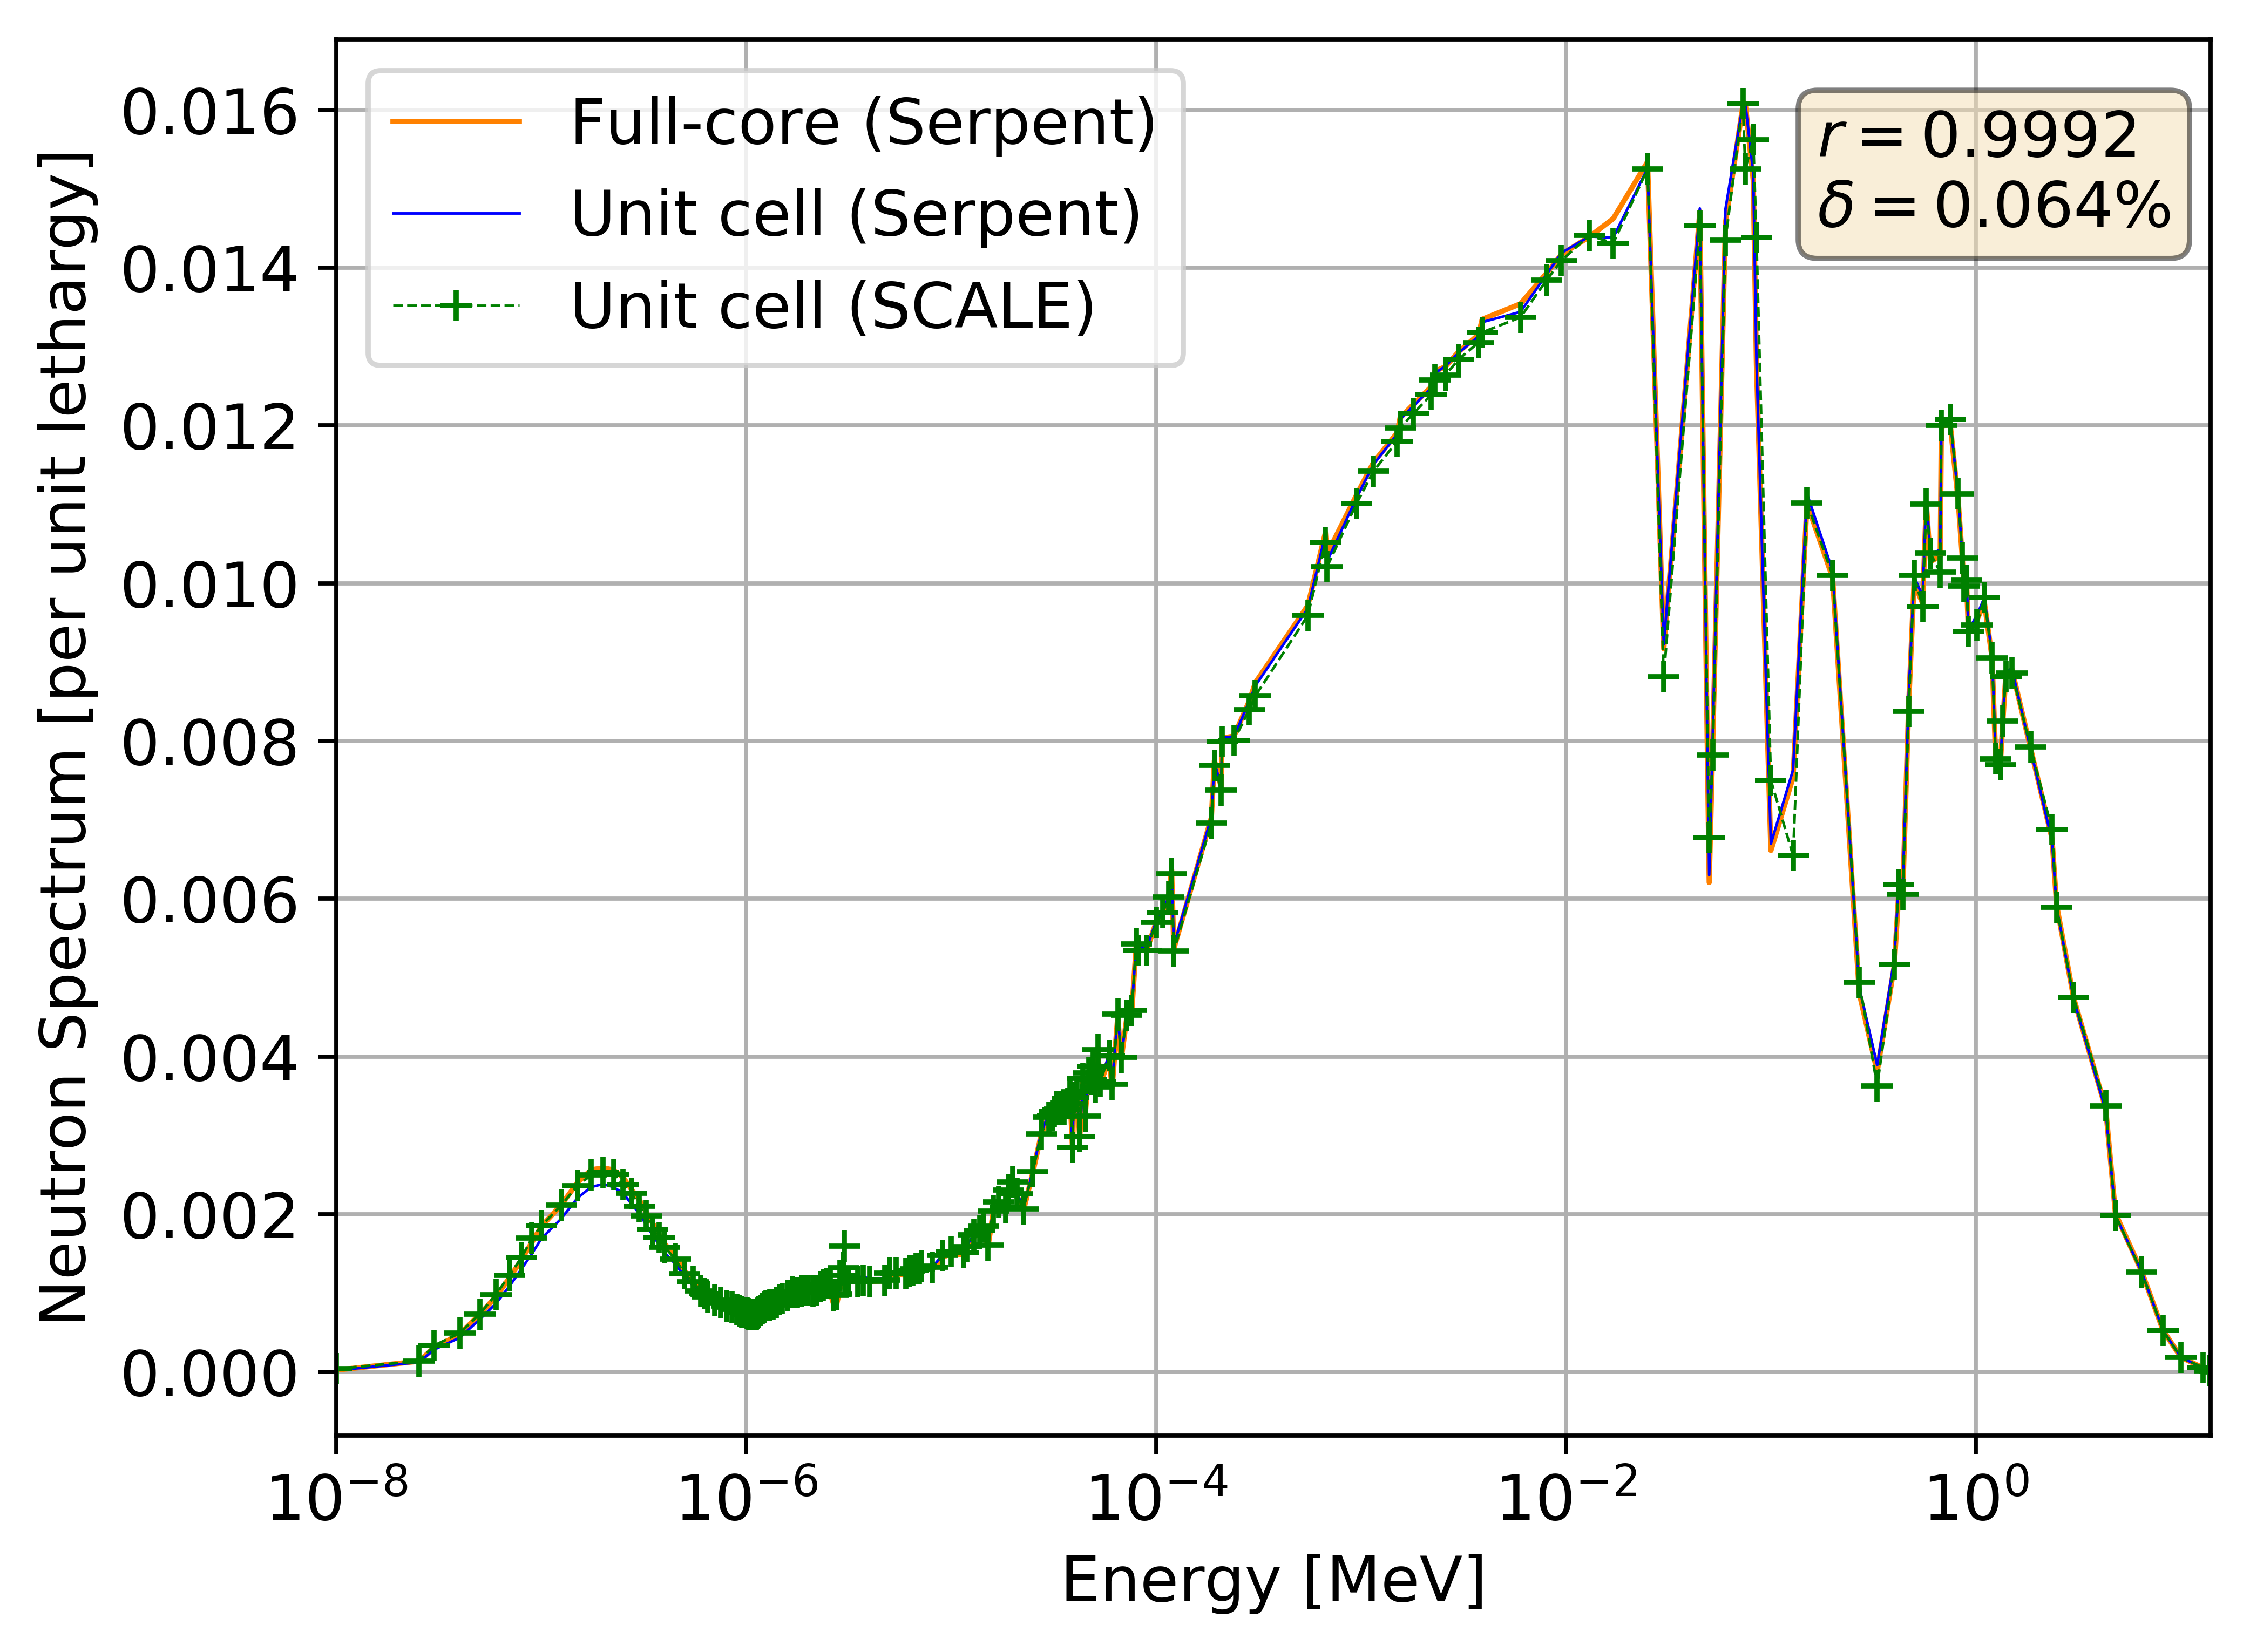 Full-core (Serpent)
Unit cell (Serpent)
Unit cell (SCALE)
r = 0.9992
δ = 0.064%
Neutron Spectrum [per unit lethargy]
0.016
0.014
0.012
0.010
0.008
0.006
0.004
0.002
0.000
10⁻⁸ 10⁻⁶ 10⁻⁴ 10⁻² 10⁰
Energy [MeV]